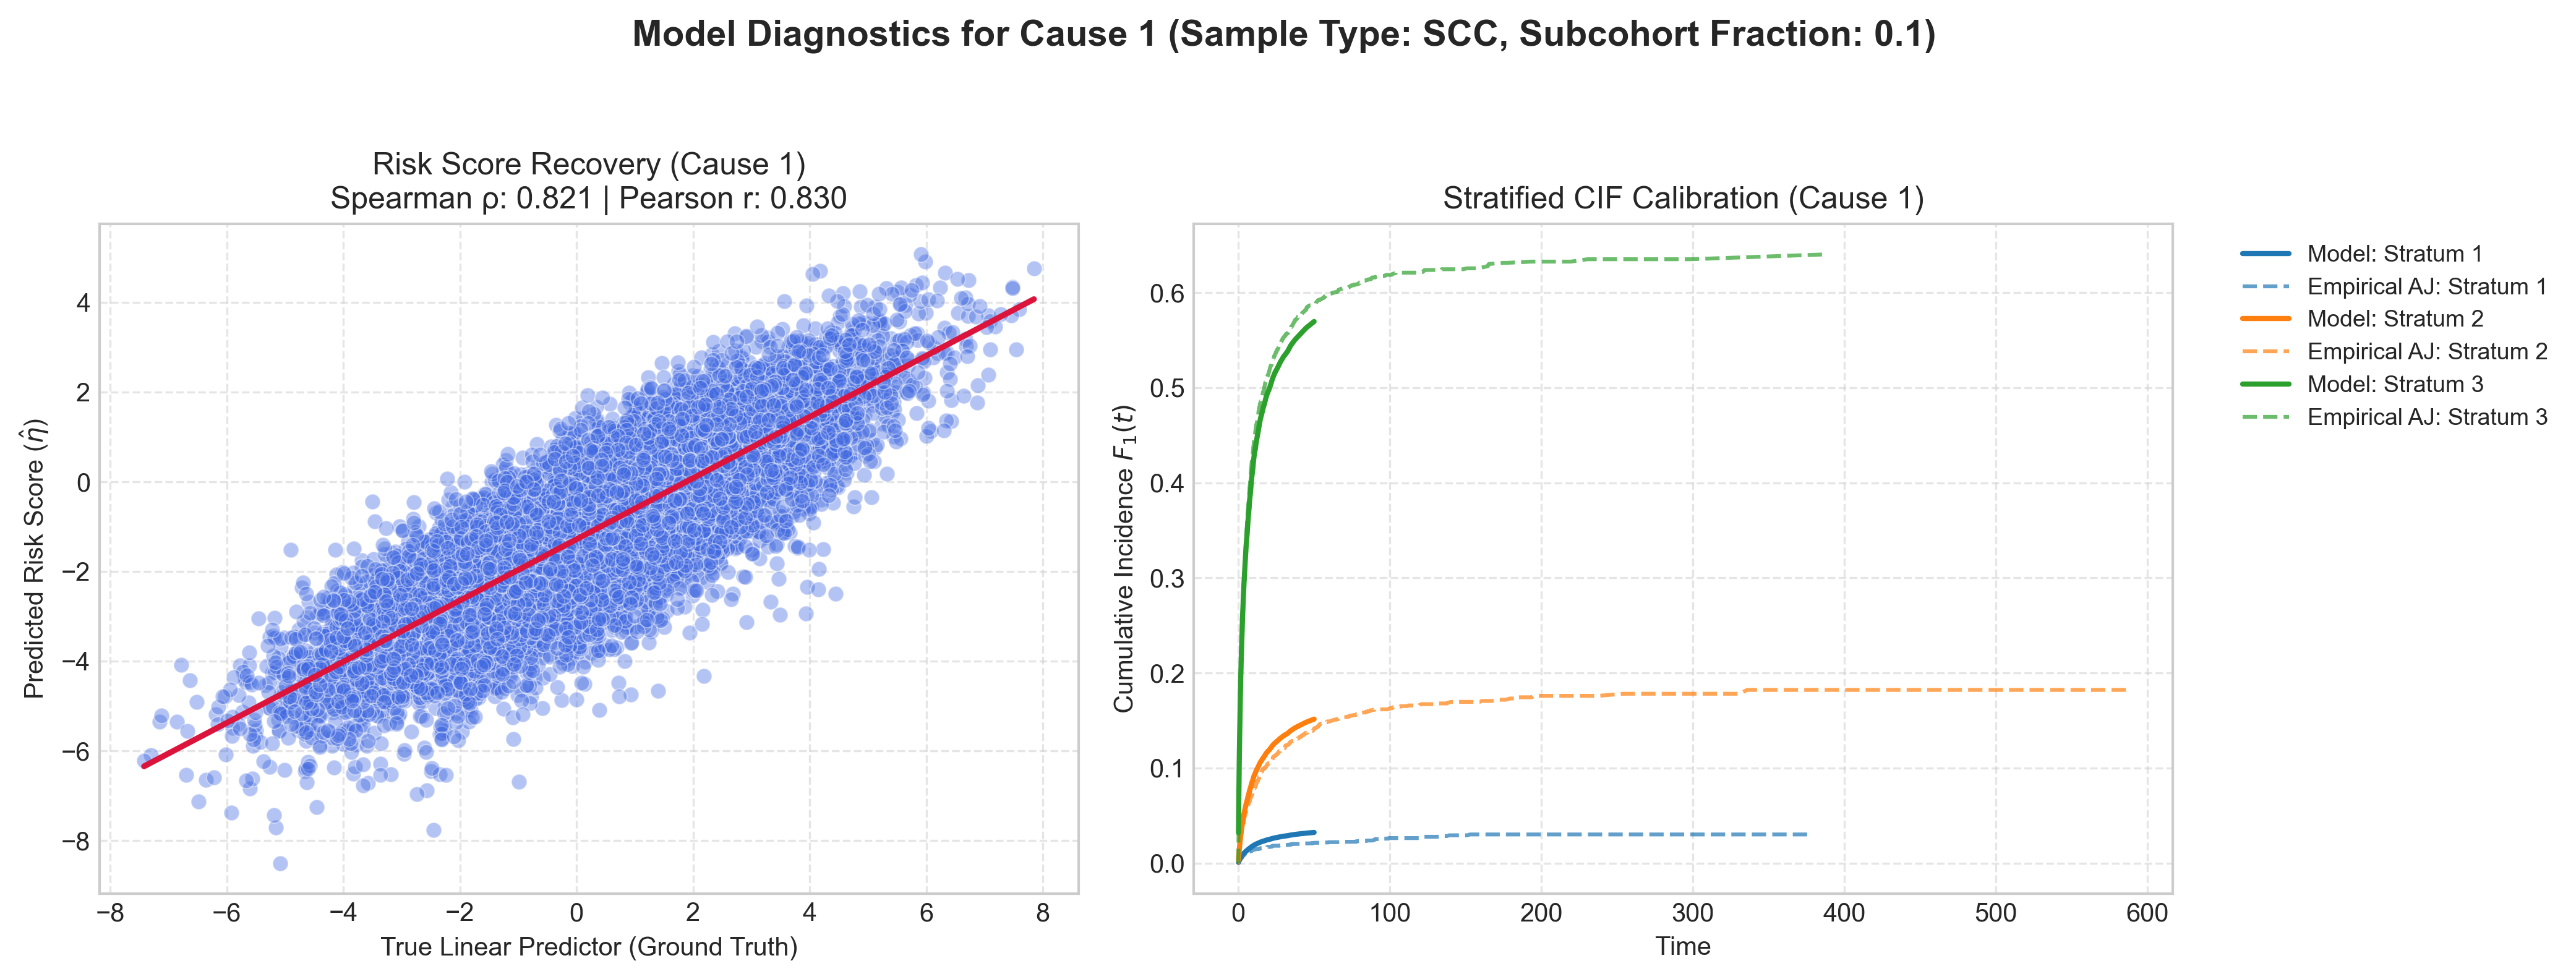 Model Diagnostics for Cause 1 (Sample Type: SCC, Subcohort Fraction: 0.1)
Risk Score Recovery (Cause 1)
Spearman ρ: 0.821 | Pearson r: 0.830
4
2
0
−2
−4
−6
−8
Predicted Risk Score (η̂)
−8 −6 −4 −2 0 2 4 6 8
True Linear Predictor (Ground Truth)
Stratified CIF Calibration (Cause 1)
0.6
0.5
0.4
0.3
0.2
0.1
0.0
Cumulative Incidence F₁(t)
0 100 200 300 400 500 600
Time
Model: Stratum 1
Empirical AJ: Stratum 1
Model: Stratum 2
Empirical AJ: Stratum 2
Model: Stratum 3
Empirical AJ: Stratum 3